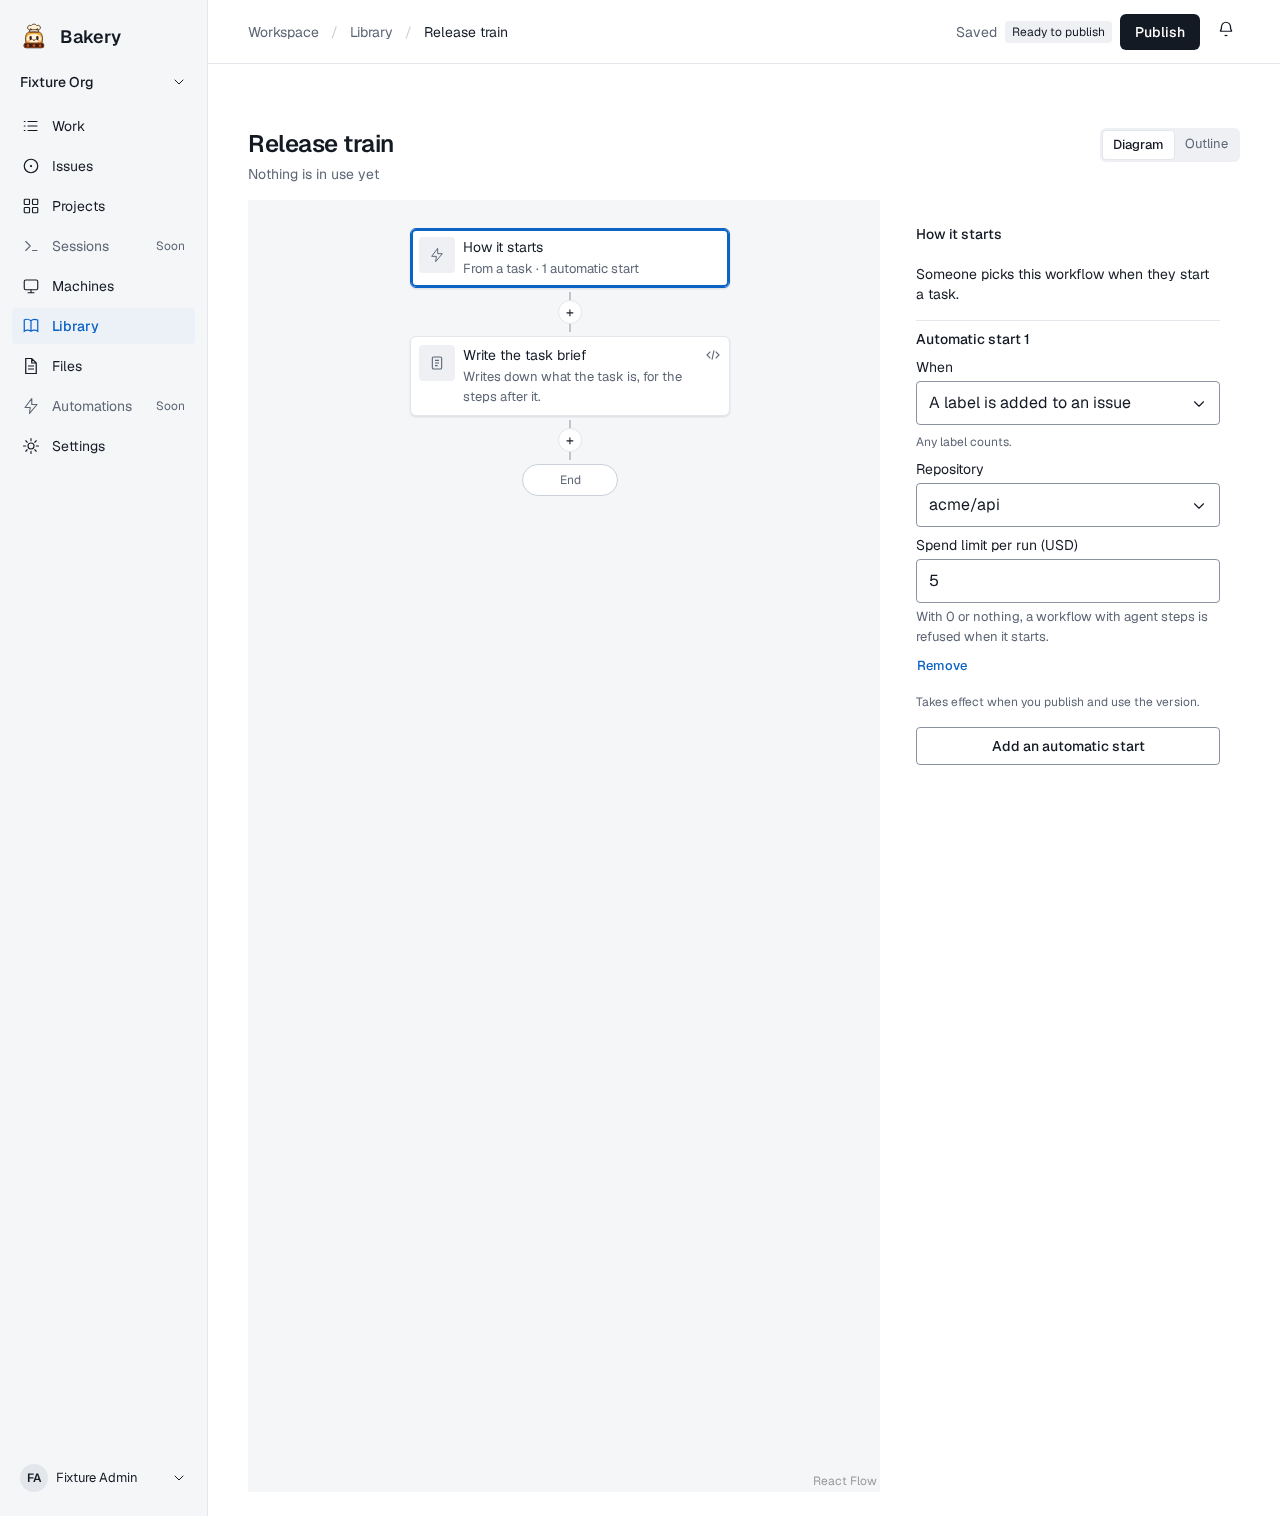 Bakery
Fixture Org
Work
Issues
Projects
Sessions Soon
Machines
Library
Files
Automations Soon
Settings
FA Fixture Admin
Workspace / Library / Release train
Saved Ready to publish Publish
Release train
Nothing is in use yet
Diagram Outline
How it starts
From a task · 1 automatic start
+
Write the task brief
Writes down what the task is, for the
steps after it.
+
End
React Flow
How it starts
Someone picks this workflow when they start
a task.
Automatic start 1
When
A label is added to an issue
Any label counts.
Repository
acme/api
Spend limit per run (USD)
5
With 0 or nothing, a workflow with agent steps is
refused when it starts.
Remove
Takes effect when you publish and use the version.
Add an automatic start